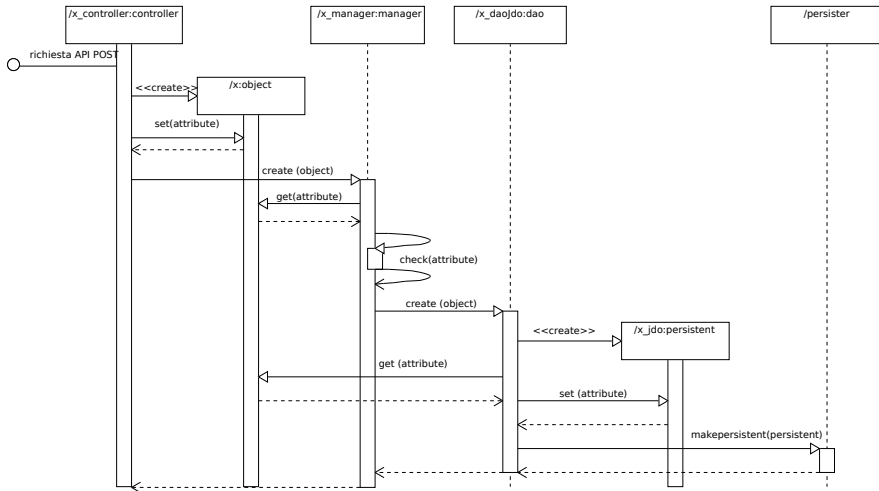 /x_controller:controller
/x_manager:manager
/x_daoJdo:dao
/persister
richiesta API POST
<<create>>
/x:object
set(attribute)
create (object)
get(attribute)
check(attribute)
create (object)
<<create>>
/x_jdo:persistent
get (attribute)
set (attribute)
makepersistent(persistent)